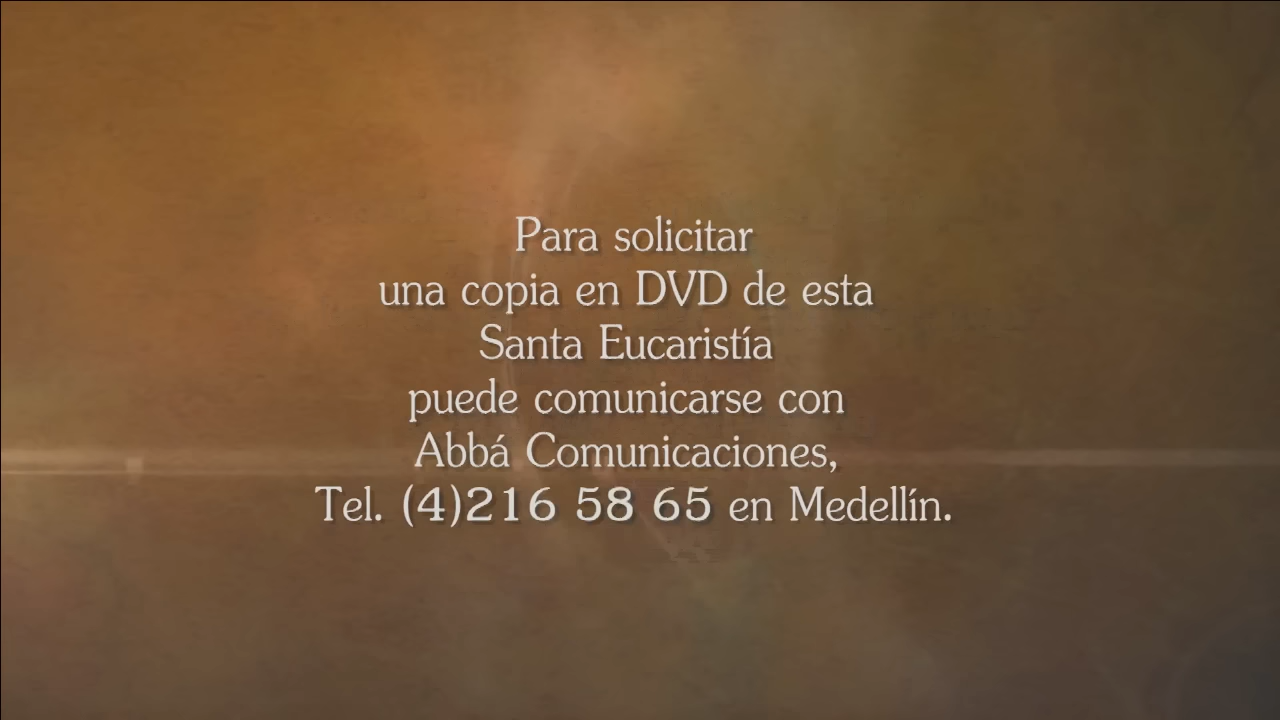 Para solicitar
una copia en DVD de esta
Santa Eucaristía
puede comunicarse con
Abbá Comunicaciones,
Tel. (4)216 58 65 en Medellín.